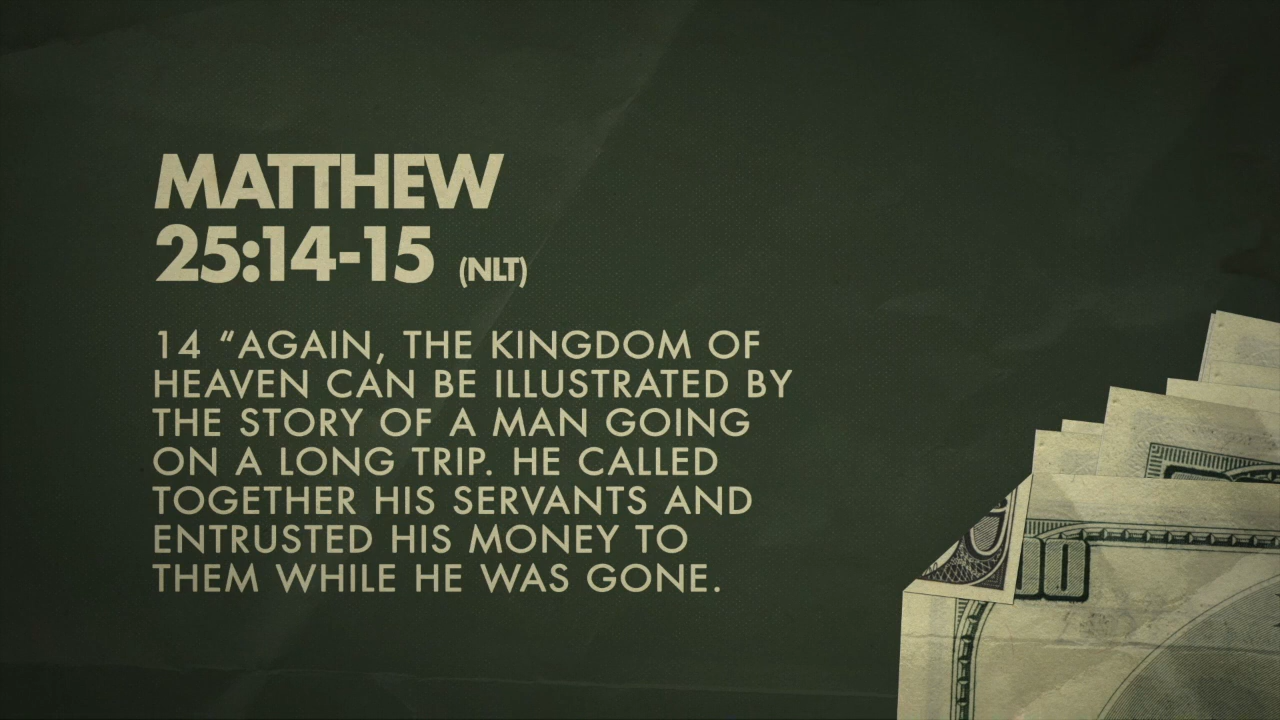 MATTHEW
25:14-15 (NLT)
14 “AGAIN, THE KINGDOM OF
HEAVEN CAN BE ILLUSTRATED BY
THE STORY OF A MAN GOING
ON A LONG TRIP. HE CALLED
TOGETHER HIS SERVANTS AND
ENTRUSTED HIS MONEY TO
THEM WHILE HE WAS GONE.